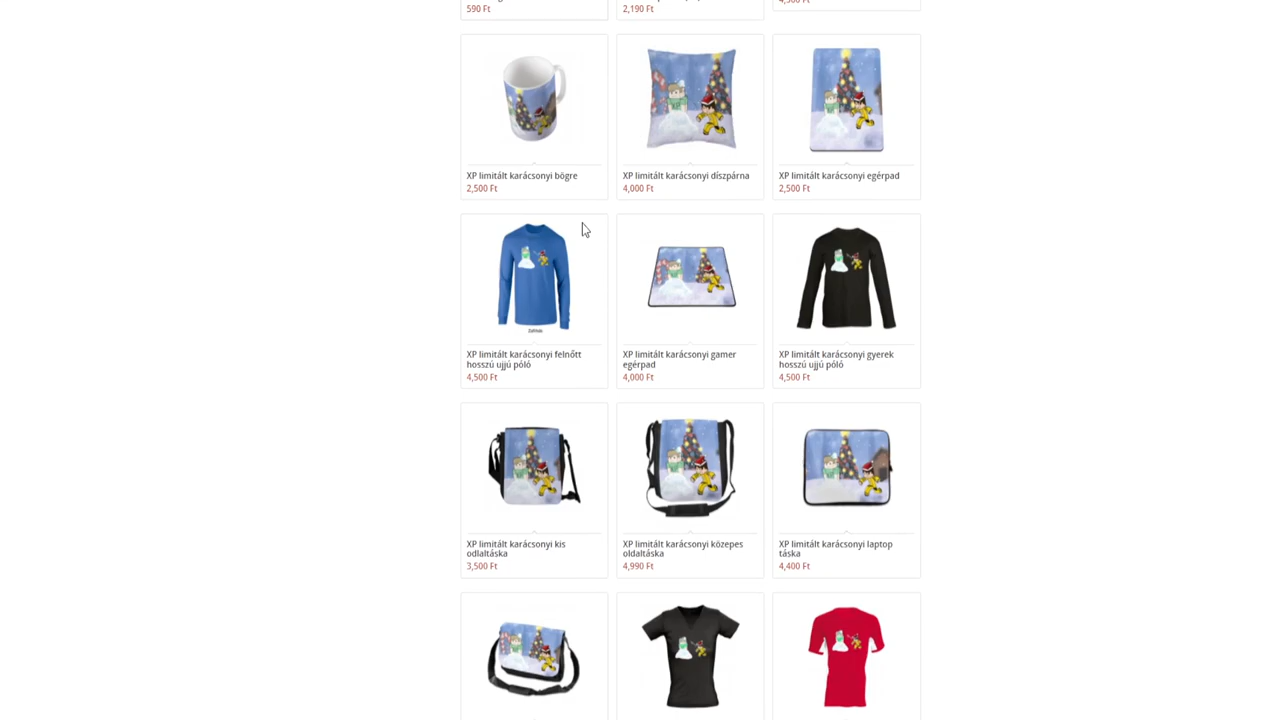 590 Ft
2,190 Ft
XP limitált karácsonyi bögre
2,500 Ft
XP limitált karácsonyi díszpárna
4,000 Ft
XP limitált karácsonyi egérpad
2,500 Ft
XP limitált karácsonyi felnőtt
hosszú ujjú póló
4,500 Ft
XP limitált karácsonyi gamer
egérpad
4,000 Ft
XP limitált karácsonyi gyerek
hosszú ujjú póló
4,500 Ft
XP limitált karácsonyi kis
odlaltáska
3,500 Ft
XP limitált karácsonyi közepes
oldaltáska
4,990 Ft
XP limitált karácsonyi laptop
táska
4,400 Ft